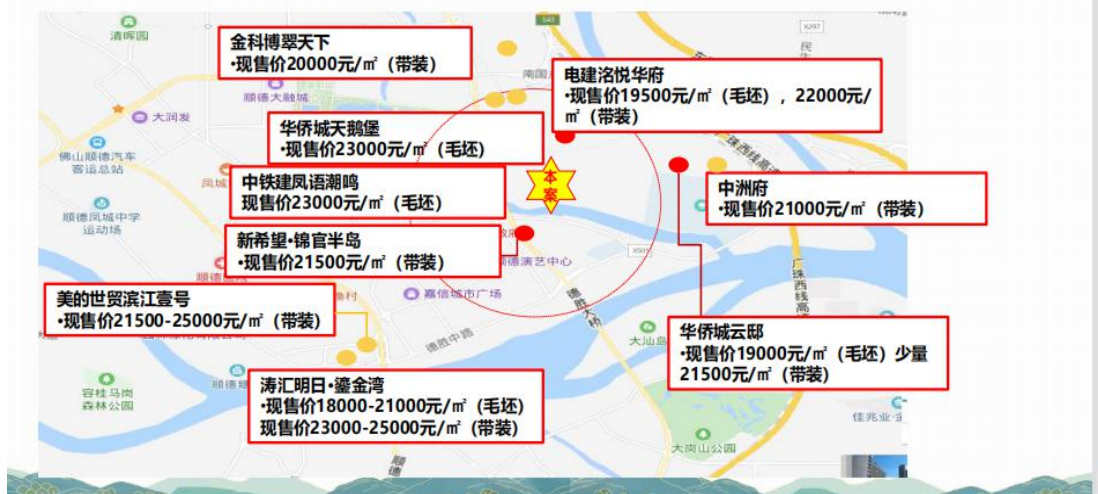 清晖园
S43
X297
民
金科博翠天下
•现售价20000元/㎡（带装）
南国
顺德大融城
电建洺悦华府
•现售价19500元/㎡（毛坯），22000元/
㎡（带装）
大润发
华侨城天鹅堡
•现售价23000元/㎡（毛坯）
佛山顺德汽车
客运总站
广珠西线高速
凤城
中铁建凤语潮鸣
现售价23000元/㎡（毛坯）
本
案
中洲府
•现售价21000元/㎡（带装）
顺德凤城中学
运动场
新希望•锦官半岛
•现售价21500元/㎡（带装）
顺德演艺中心
广珠西线高
美的世贸滨江壹号
•现售价21500-25000元/㎡（带装）
嘉信城市广场
德胜大桥
德胜中路
大汕岛
华侨城云邸
•现售价19000元/㎡（毛坯）少量
21500元/㎡（带装）
容桂马岗
森林公园
涛汇明日•鎏金湾
•现售价18000-21000元/㎡（毛坯）
现售价23000-25000元/㎡（带装）
佳兆业
大岗山公园
顺德